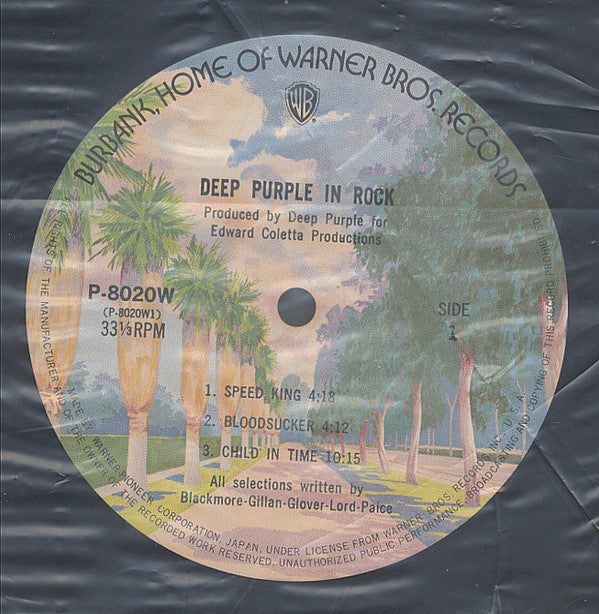 BURBANK, HOME OF WARNER BROS. RECORDS
WB
®
DEEP PURPLE IN ROCK
Produced by Deep Purple for
Edward Coletta Productions
P-8020W
(P-8020W1)
33⅓RPM
SIDE
1
1. SPEED KING 4:18
2. BLOODSUCKER 4:12
3. CHILD IN TIME 10:15
All selections written by
Blackmore-Gillan-Glover-Lord-Paice
MADE BY WARNER-PIONEER CORPORATION, JAPAN, UNDER LICENSE FROM WARNER BROS. RECORDS INC., U.S.A.
ALL RIGHTS OF THE MANUFACTURER AND OF THE OWNER OF THE RECORDED WORK RESERVED. UNAUTHORIZED PUBLIC PERFORMANCE, BROADCASTING AND COPYING OF THIS RECORD PROHIBITED